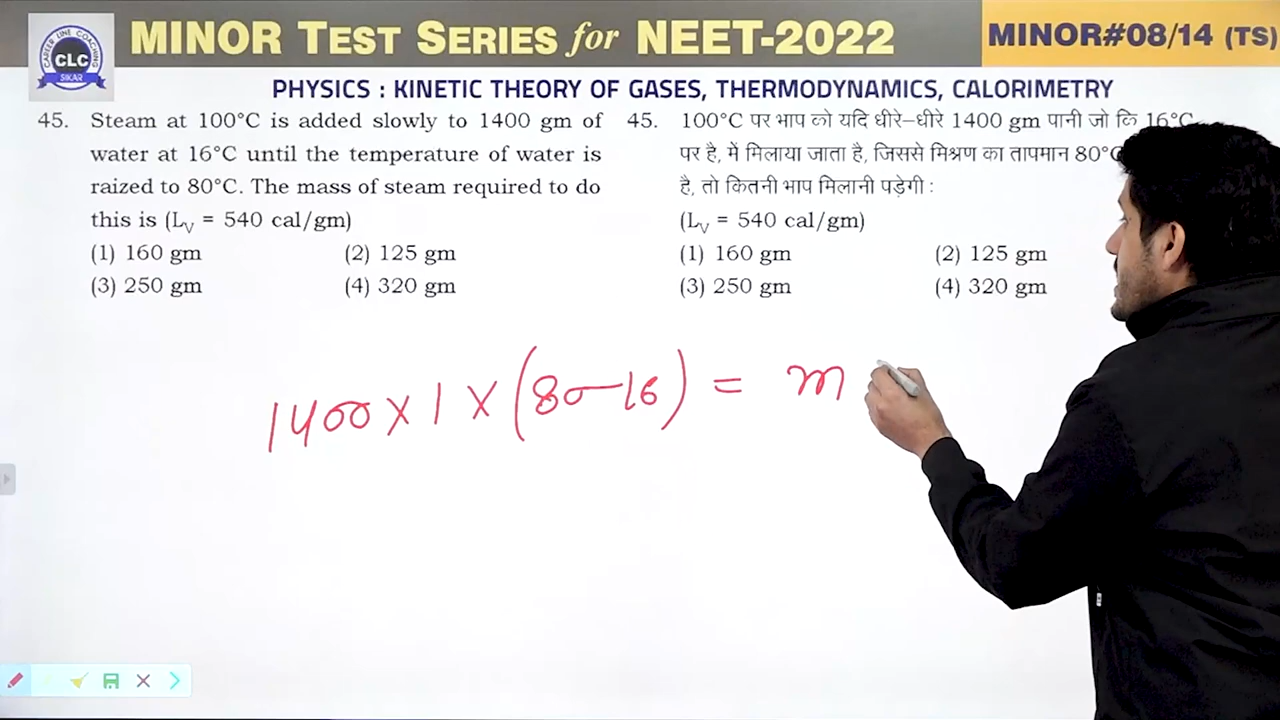 CAREER LINE COACHING
CLC
SIKAR
MINOR TEST SERIES for NEET-2022
MINOR#08/14 (TS)
PHYSICS : KINETIC THEORY OF GASES, THERMODYNAMICS, CALORIMETRY
45. Steam at 100°C is added slowly to 1400 gm of
water at 16°C until the temperature of water is
raized to 80°C. The mass of steam required to do
this is (L_V = 540 cal/gm)
(1) 160 gm (2) 125 gm
(3) 250 gm (4) 320 gm
45. 100°C पर भाप को यदि धीरे–धीरे 1400 gm पानी जो कि 16°C
पर है, में मिलाया जाता है, जिससे मिश्रण का तापमान 80°C
है, तो कितनी भाप मिलानी पड़ेगी :
(L_V = 540 cal/gm)
(1) 160 gm (2) 125 gm
(3) 250 gm (4) 320 gm
1400 × 1 × (80-16) = m